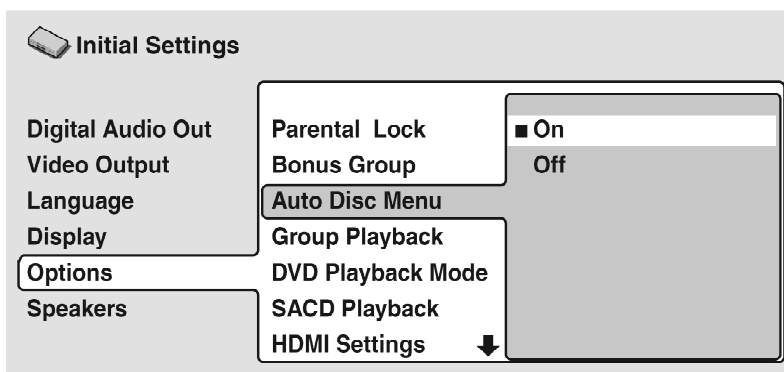 Initial Settings
Digital Audio Out
Video Output
Language
Display
Options
Speakers
Parental Lock
Bonus Group
Auto Disc Menu
Group Playback
DVD Playback Mode
SACD Playback
HDMI Settings
On
Off